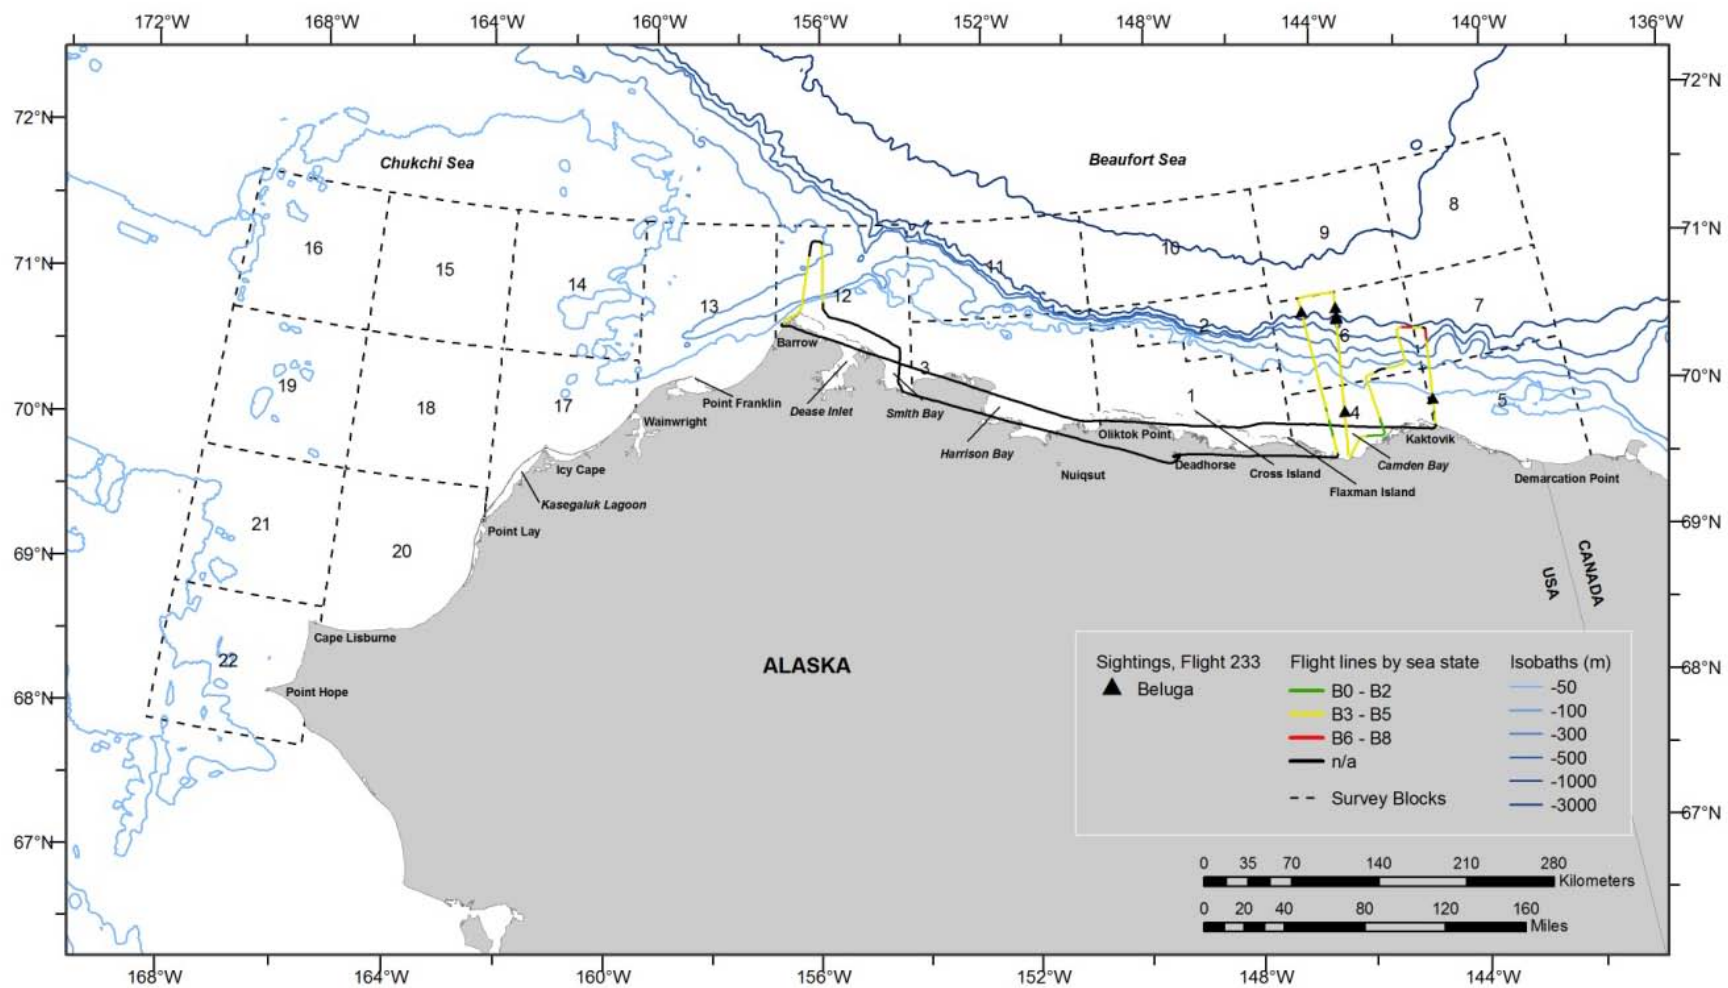 172°W 168°W 164°W 160°W 156°W 152°W 148°W 144°W 140°W 136°W
72°N 72°N
Chukchi Sea Beaufort Sea
8
9
71°N 16 15 14 13 12 11 10 71°N
7
2 6
Barrow
3
70°N 19 18 17 1 4 5 70°N
Point Franklin Dease Inlet Smith Bay
Wainwright Harrison Bay Oliktok Point Kaktovik
Icy Cape Nuiqsut Deadhorse Cross Island Camden Bay
Kasegaluk Lagoon Flaxman Island Demarcation Point
21 Point Lay
69°N 20 69°N
USA CANADA
Cape Lisburne
22
68°N Point Hope ALASKA 68°N
Sightings, Flight 233
Beluga
Flight lines by sea state
B0 - B2
B3 - B5
B6 - B8
n/a
Survey Blocks
Isobaths (m)
-50
-100
-300
-500
-1000
-3000
67°N 67°N
0 35 70 140 210 280
Kilometers
0 20 40 80 120 160
Miles
168°W 164°W 160°W 156°W 152°W 148°W 144°W